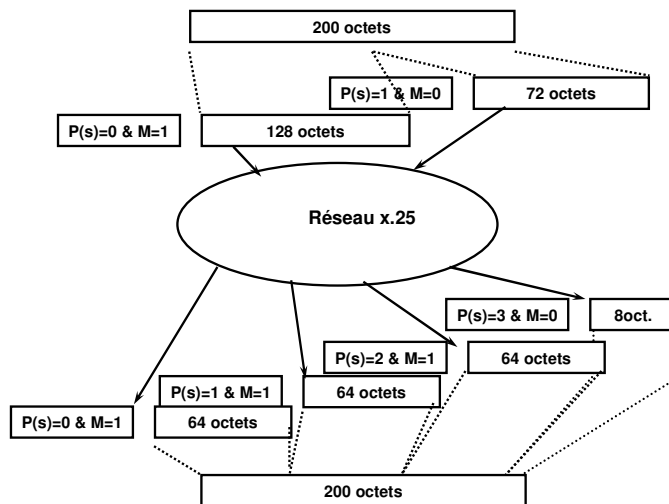 200 octets
P(s)=1 & M=0
72 octets
P(s)=0 & M=1
128 octets
Réseau x.25
P(s)=3 & M=0
8oct.
P(s)=2 & M=1
64 octets
P(s)=1 & M=1
64 octets
P(s)=0 & M=1
64 octets
200 octets